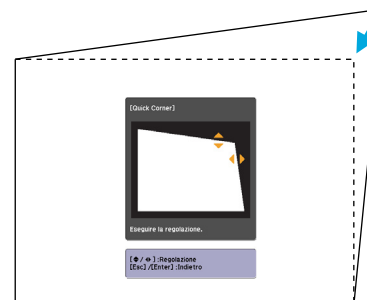 [Quick Corner]
Eseguire la regolazione.
[ / ] :Regolazione
[Esc] /[Enter] :Indietro